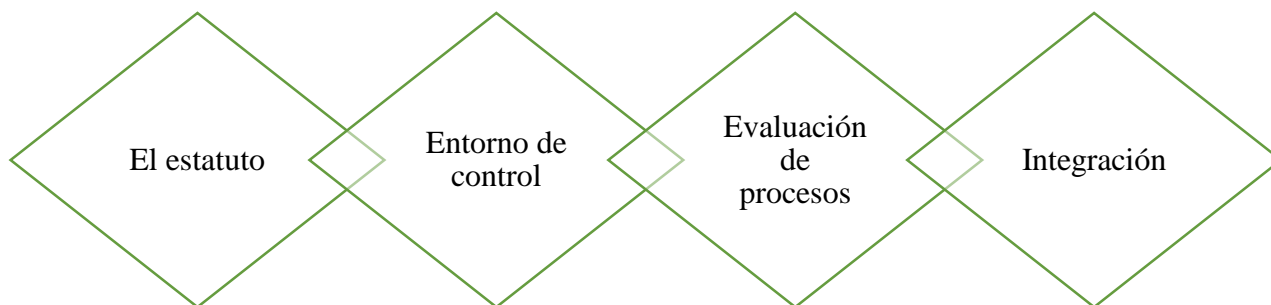 El estatuto
Entorno de
control
Evaluación
de
procesos
Integración